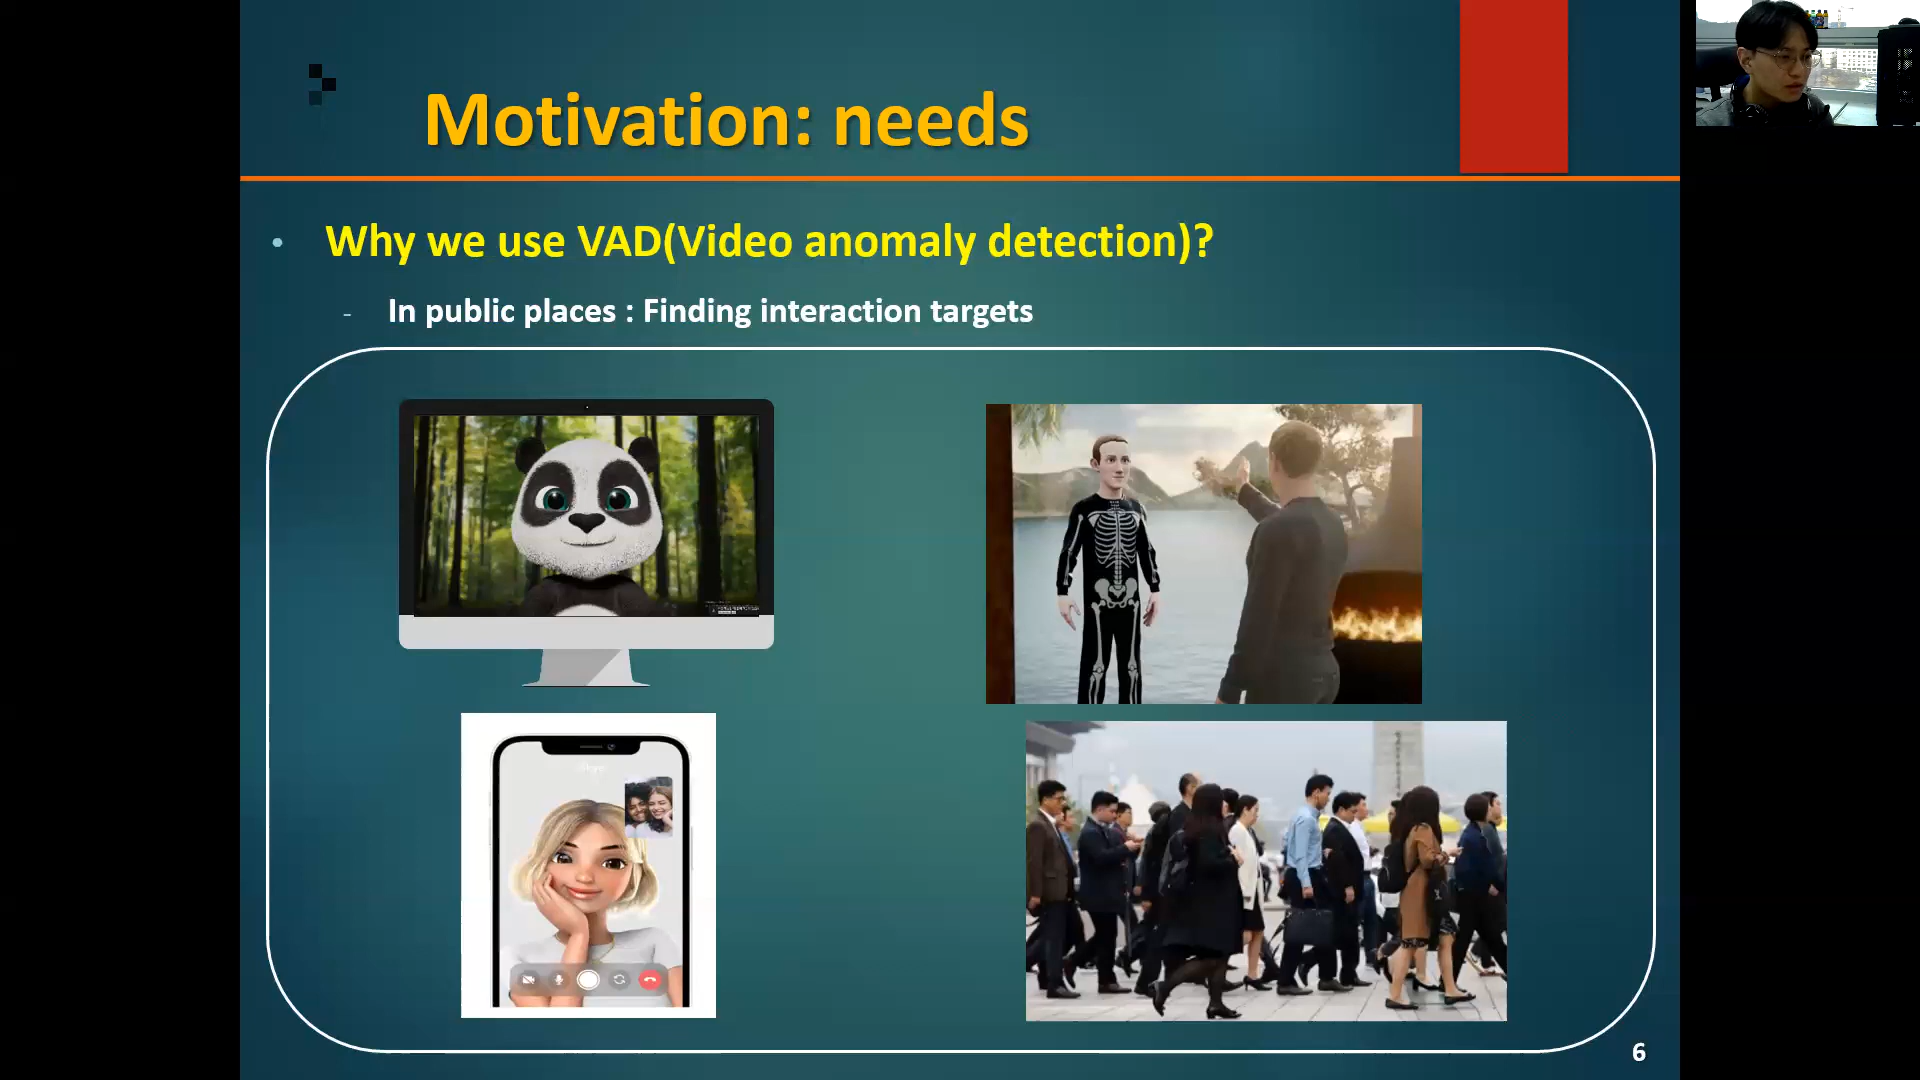 Motivation: needs
• Why we use VAD(Video anomaly detection)?
- In public places : Finding interaction targets
6